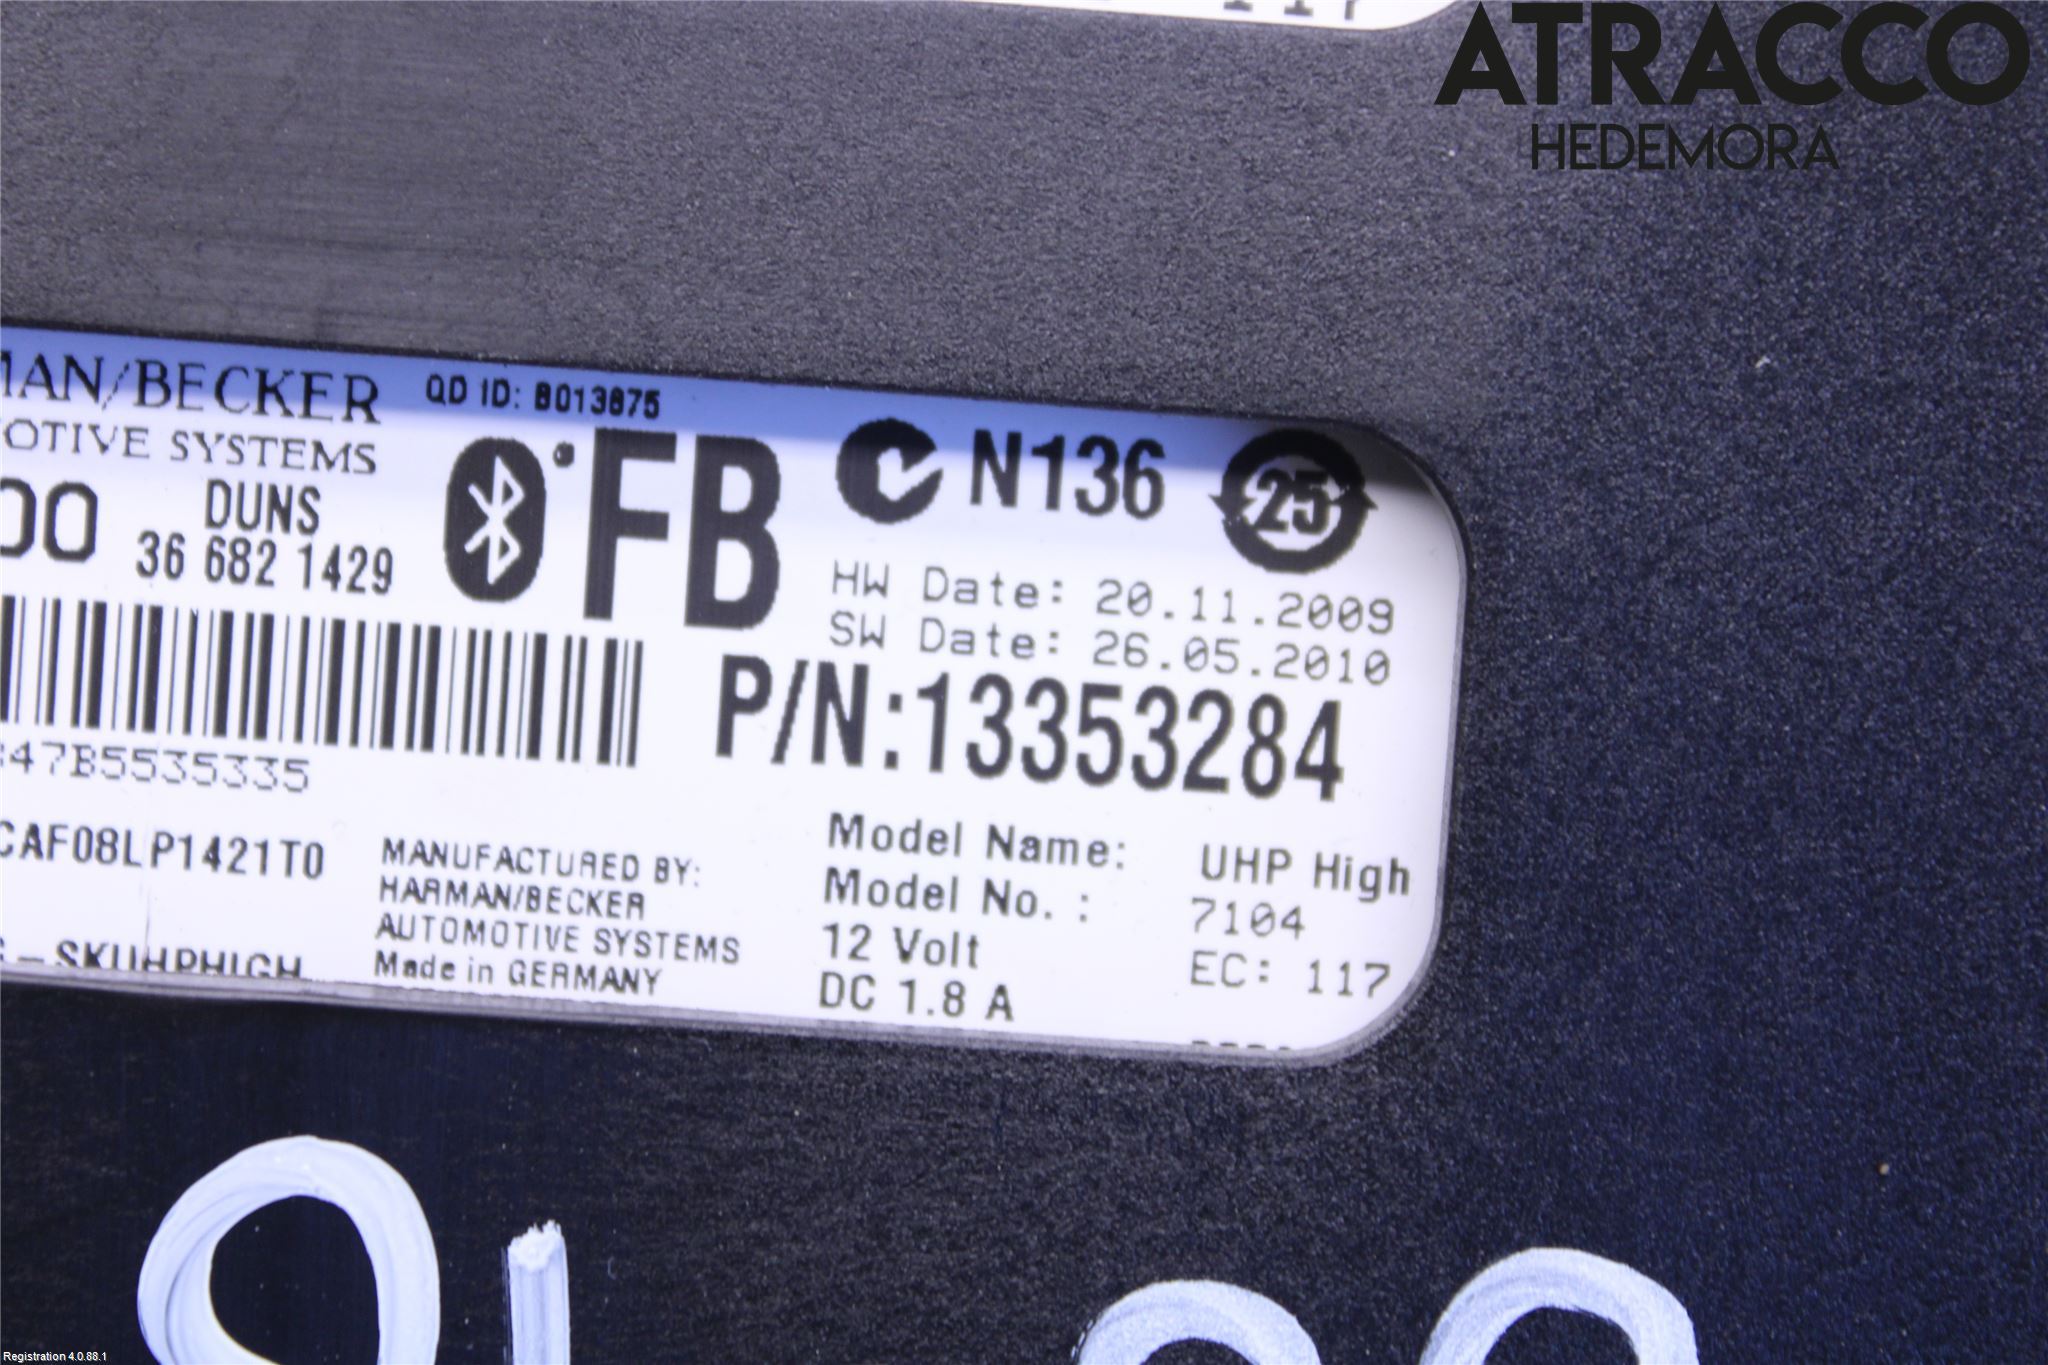 ATRACCO
HEDEMORA
MAN/BECKER
QD ID: B013875
OTIVE SYSTEMS
00
DUNS
36 682 1429
FB
N136
25
HW Date: 20.11.2009
SW Date: 26.05.2010
P/N:13353284
47B5535335
CAF08LP1421T0
-SKUHPHIGH
MANUFACTURED BY:
HARMAN/BECKER
AUTOMOTIVE SYSTEMS
Made in GERMANY
Model Name: UHP High
Model No. : 7104
12 Volt
EC: 117
DC 1.8 A
Registration 4.0.88.1